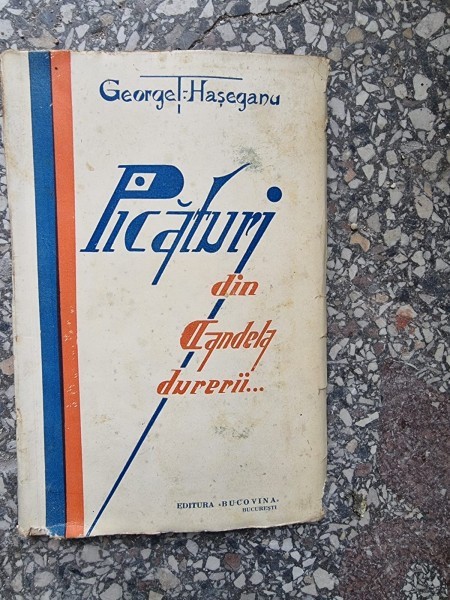 George T. Hașeganu
Picături
din
Candela
durerii...
EDITURA «BUCOVINA»
BUCUREȘTI